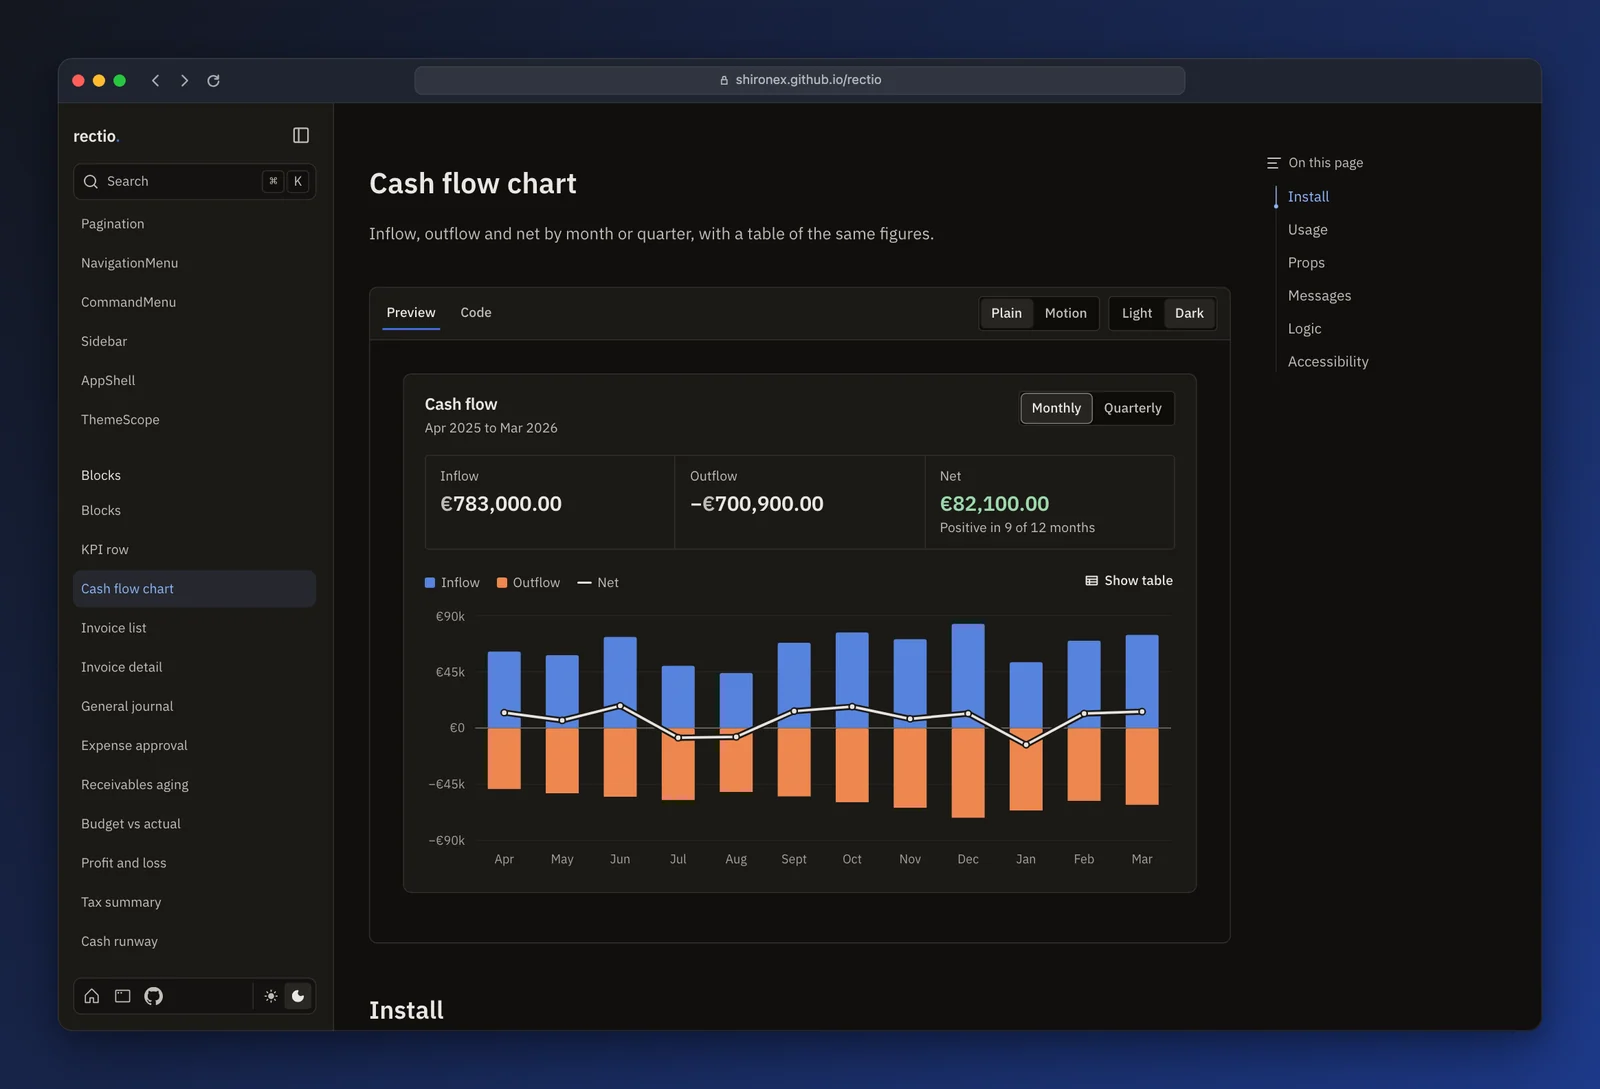 shironex.github.io/rectio
rectio.
Search
⌘ K
Pagination
NavigationMenu
CommandMenu
Sidebar
AppShell
ThemeScope
Blocks
Blocks
KPI row
Cash flow chart
Invoice list
Invoice detail
General journal
Expense approval
Receivables aging
Budget vs actual
Profit and loss
Tax summary
Cash runway
Cash flow chart
Inflow, outflow and net by month or quarter, with a table of the same figures.
Preview Code Plain Motion Light Dark
Cash flow
Apr 2025 to Mar 2026
Monthly Quarterly
Inflow
€783,000.00
Outflow
−€700,900.00
Net
€82,100.00
Positive in 9 of 12 months
Inflow Outflow Net
Show table
€90k
€45k
€0
−€45k
−€90k
Apr May Jun Jul Aug Sept Oct Nov Dec Jan Feb Mar
Install
On this page
Install
Usage
Props
Messages
Logic
Accessibility